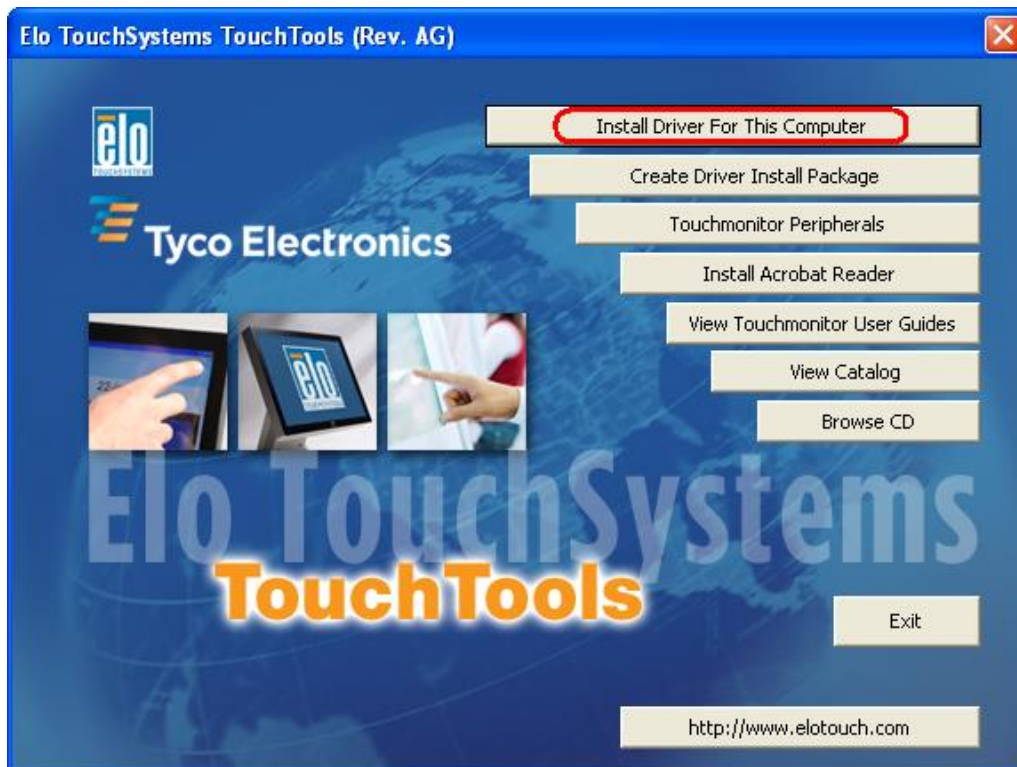 Elo TouchSystems TouchTools (Rev. AG)
elo
TOUCHSYSTEMS
Install Driver For This Computer
Create Driver Install Package
Tyco Electronics
Touchmonitor Peripherals
Install Acrobat Reader
View Touchmonitor User Guides
elo
View Catalog
Browse CD
Elo TouchSystems
TouchTools
Exit
http://www.elotouch.com